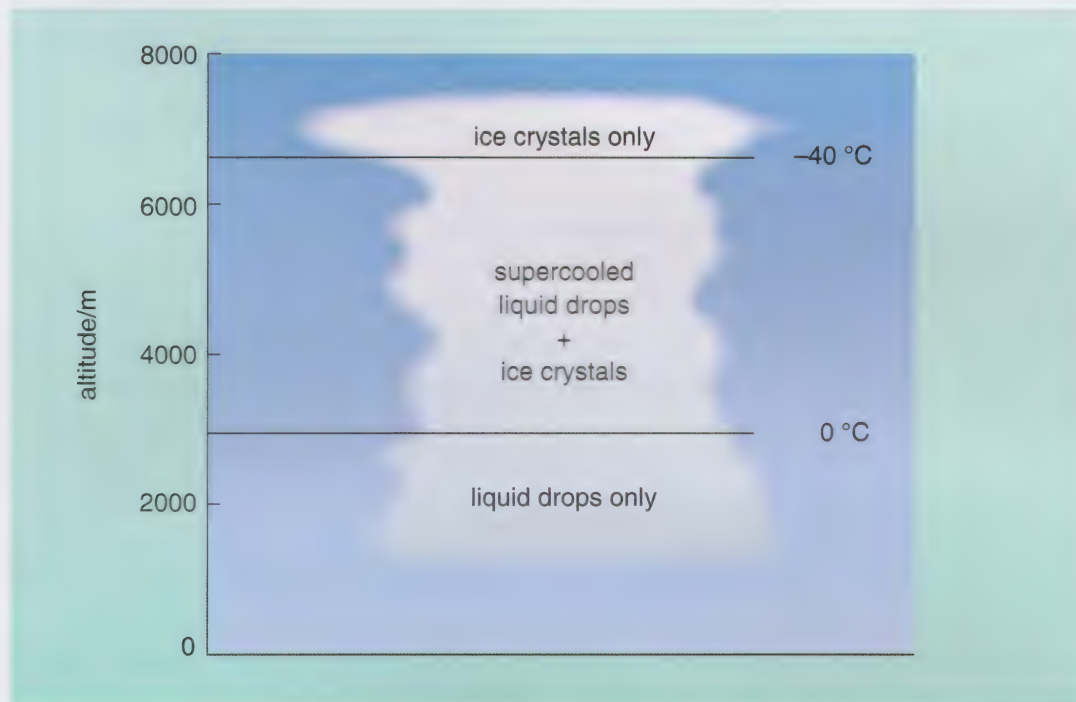 8000
ice crystals only
–40 °C
6000
supercooled
liquid drops
+
ice crystals
altitude/m
4000
0 °C
2000
liquid drops only
0